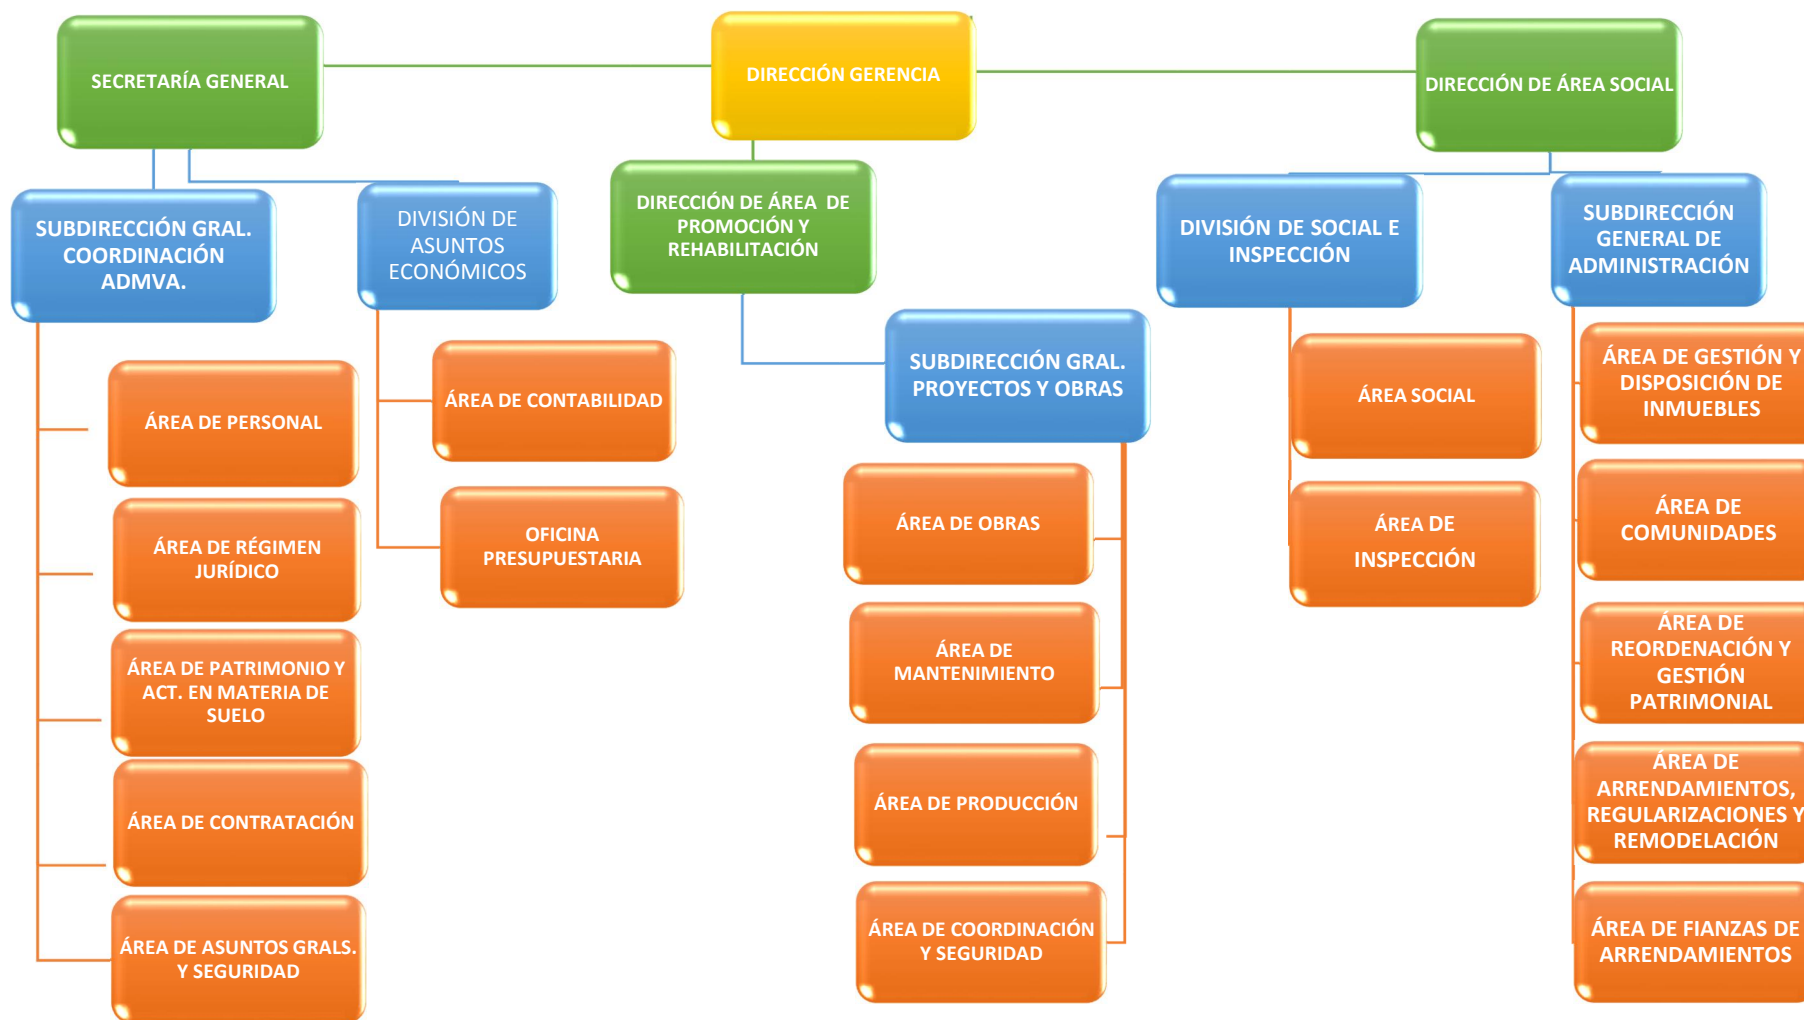 SECRETARÍA GENERAL
DIRECCIÓN GERENCIA
DIRECCIÓN DE ÁREA SOCIAL
SUBDIRECCIÓN GRAL.
COORDINACIÓN
ADMVA.
DIVISIÓN DE
ASUNTOS
ECONÓMICOS
DIRECCIÓN DE ÁREA DE
PROMOCIÓN Y
REHABILITACIÓN
DIVISIÓN DE SOCIAL E
INSPECCIÓN
SUBDIRECCIÓN
GENERAL DE
ADMINISTRACIÓN
SUBDIRECCIÓN GRAL.
PROYECTOS Y OBRAS
ÁREA DE PERSONAL
ÁREA DE RÉGIMEN
JURÍDICO
ÁREA DE PATRIMONIO Y
ACT. EN MATERIA DE
SUELO
ÁREA DE CONTRATACIÓN
ÁREA DE ASUNTOS GRALS.
Y SEGURIDAD
ÁREA DE CONTABILIDAD
OFICINA
PRESUPUESTARIA
ÁREA DE OBRAS
ÁREA DE
MANTENIMIENTO
ÁREA DE PRODUCCIÓN
ÁREA DE COORDINACIÓN
Y SEGURIDAD
ÁREA SOCIAL
ÁREA DE
INSPECCIÓN
ÁREA DE GESTIÓN Y
DISPOSICIÓN DE
INMUEBLES
ÁREA DE
COMUNIDADES
ÁREA DE
REORDENACIÓN Y
GESTIÓN
PATRIMONIAL
ÁREA DE
ARRENDAMIENTOS,
REGULARIZACIONES Y
REMODELACIÓN
ÁREA DE FIANZAS DE
ARRENDAMIENTOS